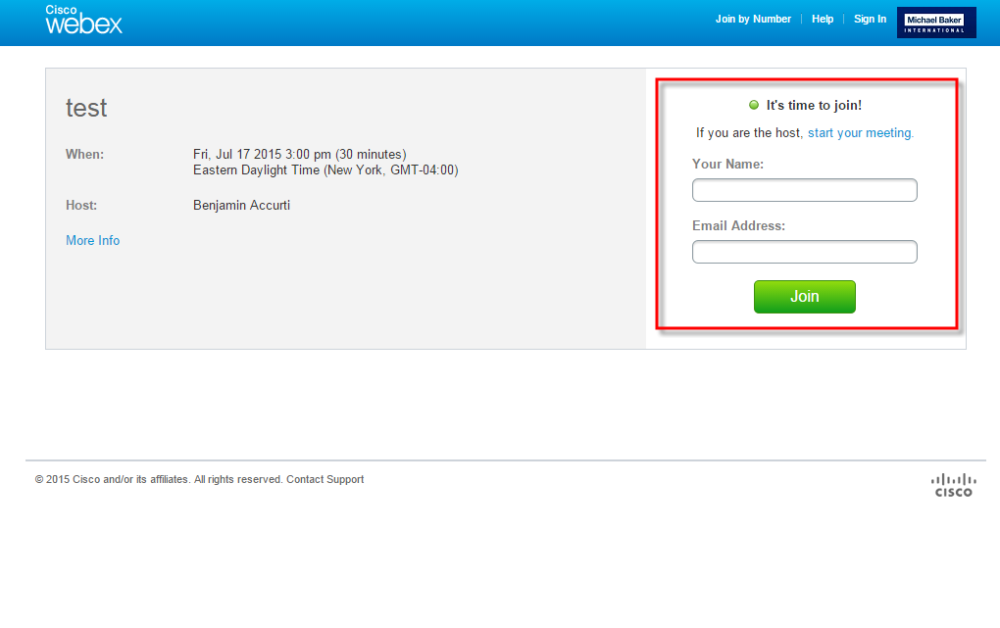 Cisco
webex
Join by Number | Help | Sign In
Michael Baker
INTERNATIONAL
test
When: Fri, Jul 17 2015 3:00 pm (30 minutes)
Eastern Daylight Time (New York, GMT-04:00)
Host: Benjamin Accurti
More Info
It's time to join!
If you are the host, start your meeting.
Your Name:
Email Address:
Join
© 2015 Cisco and/or its affiliates. All rights reserved. Contact Support
CISCO